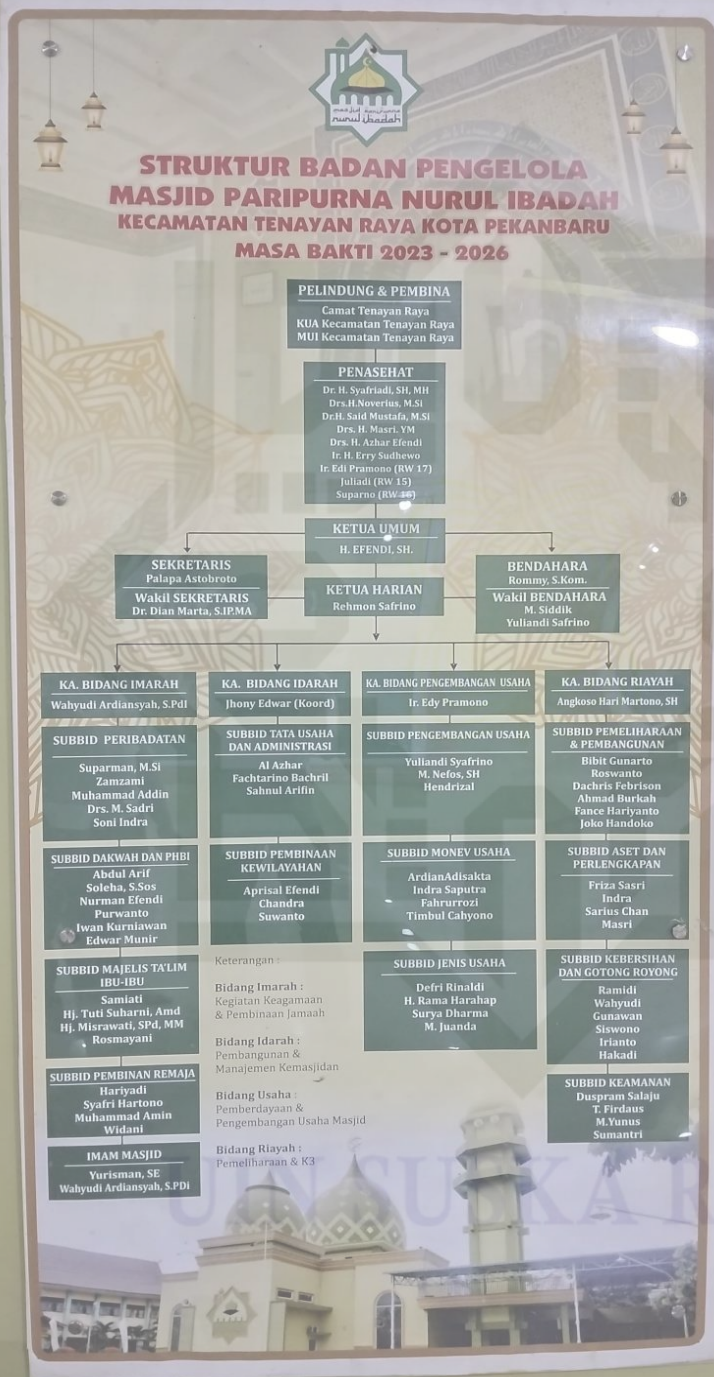 masjid paripurna
nurul ibadah
STRUKTUR BADAN PENGELOLA
MASJID PARIPURNA NURUL IBADAH
KECAMATAN TENAYAN RAYA KOTA PEKANBARU
MASA BAKTI 2023 - 2026
PELINDUNG & PEMBINA
Camat Tenayan Raya
KUA Kecamatan Tenayan Raya
MUI Kecamatan Tenayan Raya
PENASEHAT
Dr. H. Syafriadi, SH, MH
Drs.H.Noverius, M.Si
Dr.H. Said Mustafa, M.Si
Drs. H. Masri. YM
Drs. H. Azhar Efendi
Ir. H. Erry Sudhewo
Ir. Edi Pramono (RW 17)
Juliadi (RW 15)
Suparno (RW 16)
KETUA UMUM
H. EFENDI, SH.
SEKRETARIS
Palapa Astobroto
Wakil SEKRETARIS
Dr. Dian Marta, S.IP.MA
KETUA HARIAN
Rehmon Safrino
BENDAHARA
Rommy, S.Kom.
Wakil BENDAHARA
M. Siddik
Yuliandi Safrino
KA. BIDANG IMARAH
Wahyudi Ardiansyah, S.PdI
SUBBID PERIBADATAN
Suparman, M.Si
Zamzami
Muhammad Addin
Drs. M. Sadri
Soni Indra
SUBBID DAKWAH DAN PHBI
Abdul Arif
Soleha, S.Sos
Nurman Efendi
Purwanto
Iwan Kurniawan
Edwar Munir
SUBBID MAJELIS TA'LIM
IBU-IBU
Samiati
Hj. Tuti Suharni, Amd
Hj. Misrawati, SPd, MM
Rosmayani
SUBBID PEMBINAN REMAJA
Hariyadi
Syafri Hartono
Muhammad Amin
Widani
IMAM MASJID
Yurisman, SE
Wahyudi Ardiansyah, S.PDi
KA. BIDANG IDARAH
Jhony Edwar (Koord)
SUBBID TATA USAHA
DAN ADMINISTRASI
Al Azhar
Fachtarino Bachril
Sahnul Arifin
SUBBID PEMBINAAN
KEWILAYAHAN
Aprisal Efendi
Chandra
Suwanto
Keterangan :
Bidang Imarah :
Kegiatan Keagamaan
& Pembinaan Jamaah
Bidang Idarah :
Pembangunan &
Manajemen Kemasjidan
Bidang Usaha :
Pemberdayaan &
Pengembangan Usaha Masjid
Bidang Riayah :
Pemeliharaan & K3
KA. BIDANG PENGEMBANGAN USAHA
Ir. Edy Pramono
SUBBID PENGEMBANGAN USAHA
Yuliandi Syafrino
M. Nefos, SH
Hendrizal
SUBBID MONEV USAHA
ArdianAdisakta
Indra Saputra
Fahrurrozi
Timbul Cahyono
SUBBID JENIS USAHA
Defri Rinaldi
H. Rama Harahap
Surya Dharma
M. Juanda
KA. BIDANG RIAYAH
Angkoso Hari Martono, SH
SUBBID PEMELIHARAAN
& PEMBANGUNAN
Bibit Gunarto
Roswanto
Dachris Febrison
Ahmad Burkah
Fance Hariyanto
Joko Handoko
SUBBID ASET DAN
PERLENGKAPAN
Friza Sasri
Indra
Sarius Chan
Masri
SUBBID KEBERSIHAN
DAN GOTONG ROYONG
Ramidi
Wahyudi
Gunawan
Siswono
Irianto
Hakadi
SUBBID KEAMANAN
Duspram Salaju
T. Firdaus
M.Yunus
Sumantri
UIN SUSKA R